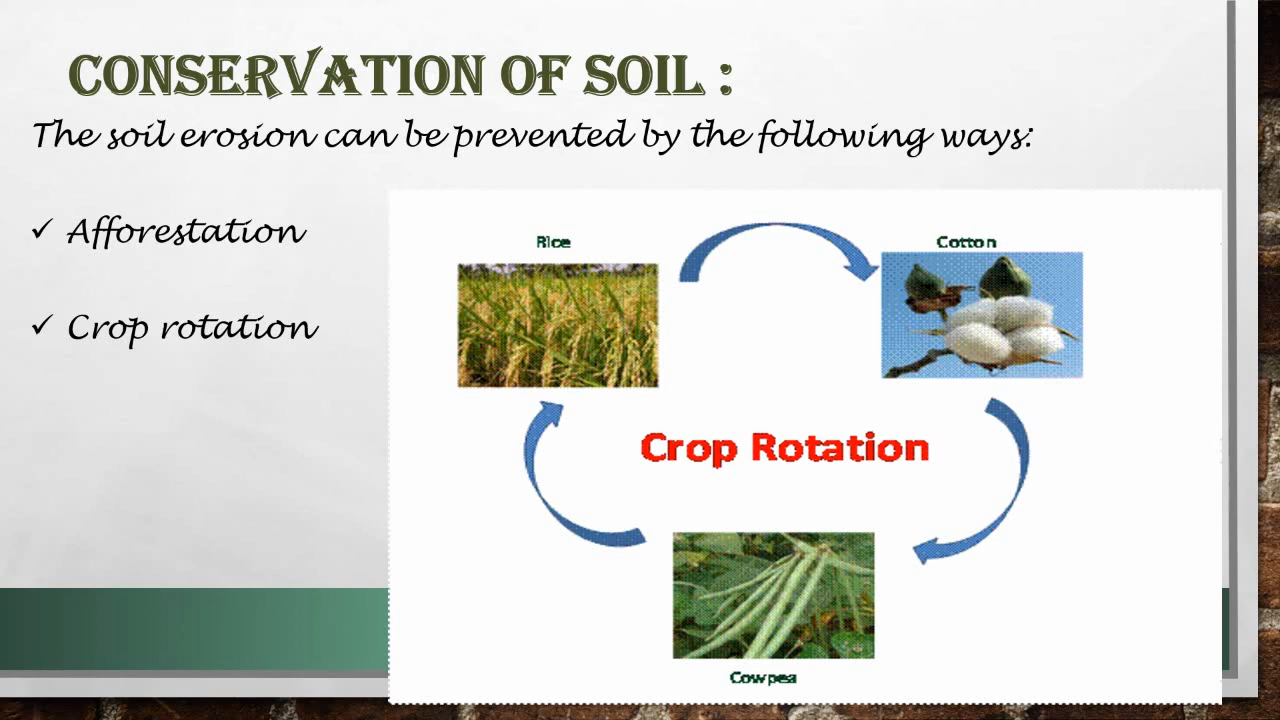 CONSERVATION OF SOIL :
The soil erosion can be prevented by the following ways:
✓ Afforestation
✓ Crop rotation
Rice
Cotton
Crop Rotation
Cowpea